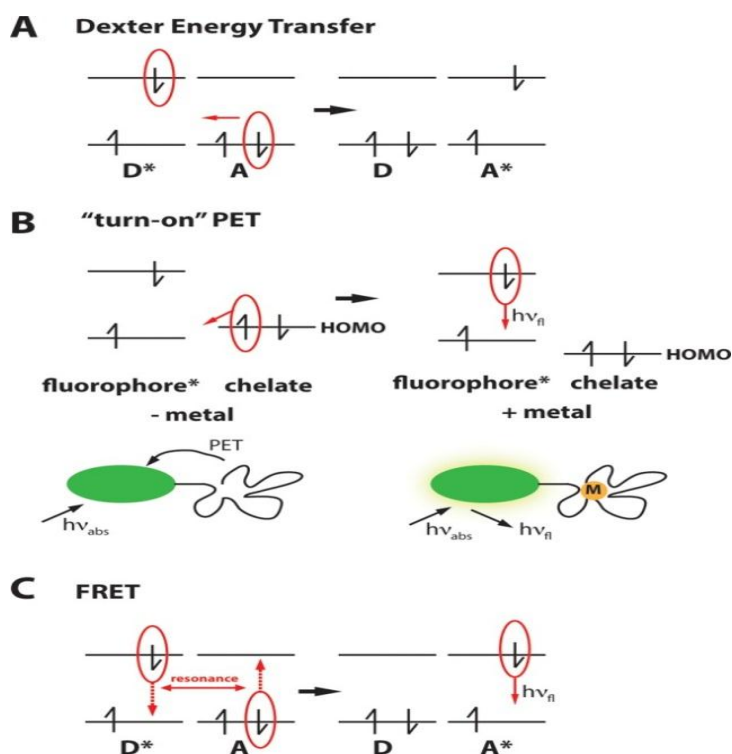 A Dexter Energy Transfer
D* A D A*
B "turn-on" PET
HOMO
hνfl
HOMO
fluorophore* chelate
- metal
fluorophore* chelate
+ metal
PET
hνabs
M
hνabs hνfl
C FRET
resonance
hνfl
D* A D A*